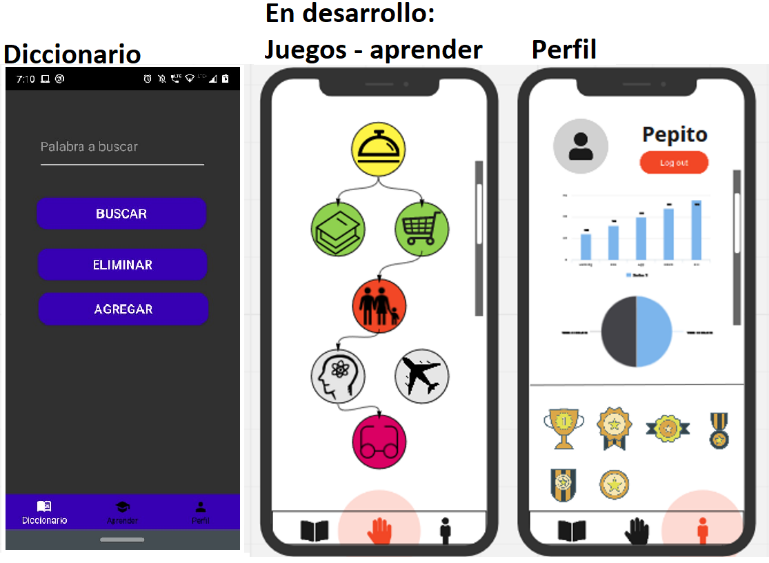 En desarrollo:
Diccionario
Juegos - aprender
Perfil
7:10
Palabra a buscar
BUSCAR
ELIMINAR
AGREGAR
Diccionario
Aprender
Perfil
Pepito
Log out
1